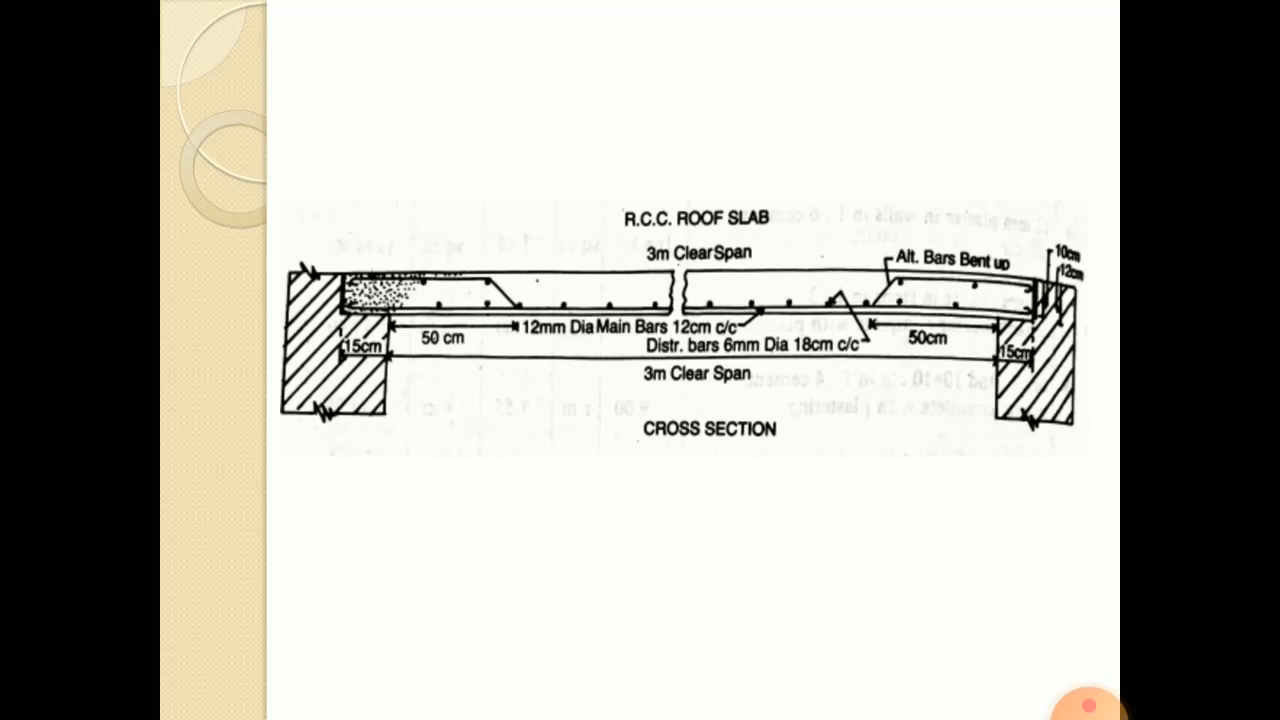 R.C.C. ROOF SLAB
3m Clear Span
Alt. Bars Bent up
10cm
12cm
12mm Dia Main Bars 12cm c/c
50 cm
Distr. bars 6mm Dia 18cm c/c
50cm
15cm
15cm
3m Clear Span
CROSS SECTION